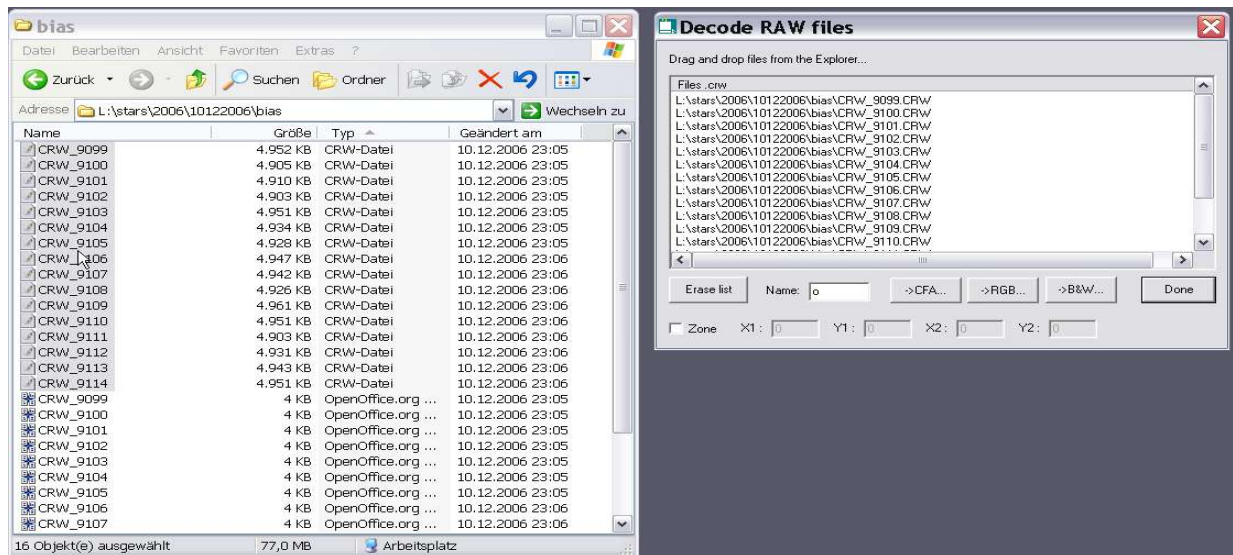 bias
Datei Bearbeiten Ansicht Favoriten Extras ?
Zurück Suchen Ordner
Adresse L:\stars\2006\10122006\bias Wechseln zu
Name Größe Typ Geändert am
CRW_9099 4.952 KB CRW-Datei 10.12.2006 23:05
CRW_9100 4.905 KB CRW-Datei 10.12.2006 23:05
CRW_9101 4.910 KB CRW-Datei 10.12.2006 23:05
CRW_9102 4.903 KB CRW-Datei 10.12.2006 23:05
CRW_9103 4.951 KB CRW-Datei 10.12.2006 23:05
CRW_9104 4.934 KB CRW-Datei 10.12.2006 23:05
CRW_9105 4.928 KB CRW-Datei 10.12.2006 23:05
CRW_9106 4.947 KB CRW-Datei 10.12.2006 23:06
CRW_9107 4.942 KB CRW-Datei 10.12.2006 23:06
CRW_9108 4.926 KB CRW-Datei 10.12.2006 23:06
CRW_9109 4.961 KB CRW-Datei 10.12.2006 23:06
CRW_9110 4.951 KB CRW-Datei 10.12.2006 23:06
CRW_9111 4.903 KB CRW-Datei 10.12.2006 23:06
CRW_9112 4.931 KB CRW-Datei 10.12.2006 23:06
CRW_9113 4.943 KB CRW-Datei 10.12.2006 23:06
CRW_9114 4.951 KB CRW-Datei 10.12.2006 23:06
CRW_9099 4 KB OpenOffice.org ... 10.12.2006 23:05
CRW_9100 4 KB OpenOffice.org ... 10.12.2006 23:05
CRW_9101 4 KB OpenOffice.org ... 10.12.2006 23:05
CRW_9102 4 KB OpenOffice.org ... 10.12.2006 23:05
CRW_9103 4 KB OpenOffice.org ... 10.12.2006 23:05
CRW_9104 4 KB OpenOffice.org ... 10.12.2006 23:05
CRW_9105 4 KB OpenOffice.org ... 10.12.2006 23:05
CRW_9106 4 KB OpenOffice.org ... 10.12.2006 23:06
CRW_9107 4 KB OpenOffice.org ... 10.12.2006 23:06
16 Objekt(e) ausgewählt 77,0 MB Arbeitsplatz
Decode RAW files
Drag and drop files from the Explorer...
Files .crw
L:\stars\2006\10122006\bias\CRW_9099.CRW
L:\stars\2006\10122006\bias\CRW_9100.CRW
L:\stars\2006\10122006\bias\CRW_9101.CRW
L:\stars\2006\10122006\bias\CRW_9102.CRW
L:\stars\2006\10122006\bias\CRW_9103.CRW
L:\stars\2006\10122006\bias\CRW_9104.CRW
L:\stars\2006\10122006\bias\CRW_9105.CRW
L:\stars\2006\10122006\bias\CRW_9106.CRW
L:\stars\2006\10122006\bias\CRW_9107.CRW
L:\stars\2006\10122006\bias\CRW_9108.CRW
L:\stars\2006\10122006\bias\CRW_9109.CRW
L:\stars\2006\10122006\bias\CRW_9110.CRW
Erase list Name: o ->CFA... ->RGB... ->B&W... Done
Zone X1 : 0 Y1 : 0 X2 : 0 Y2 : 0